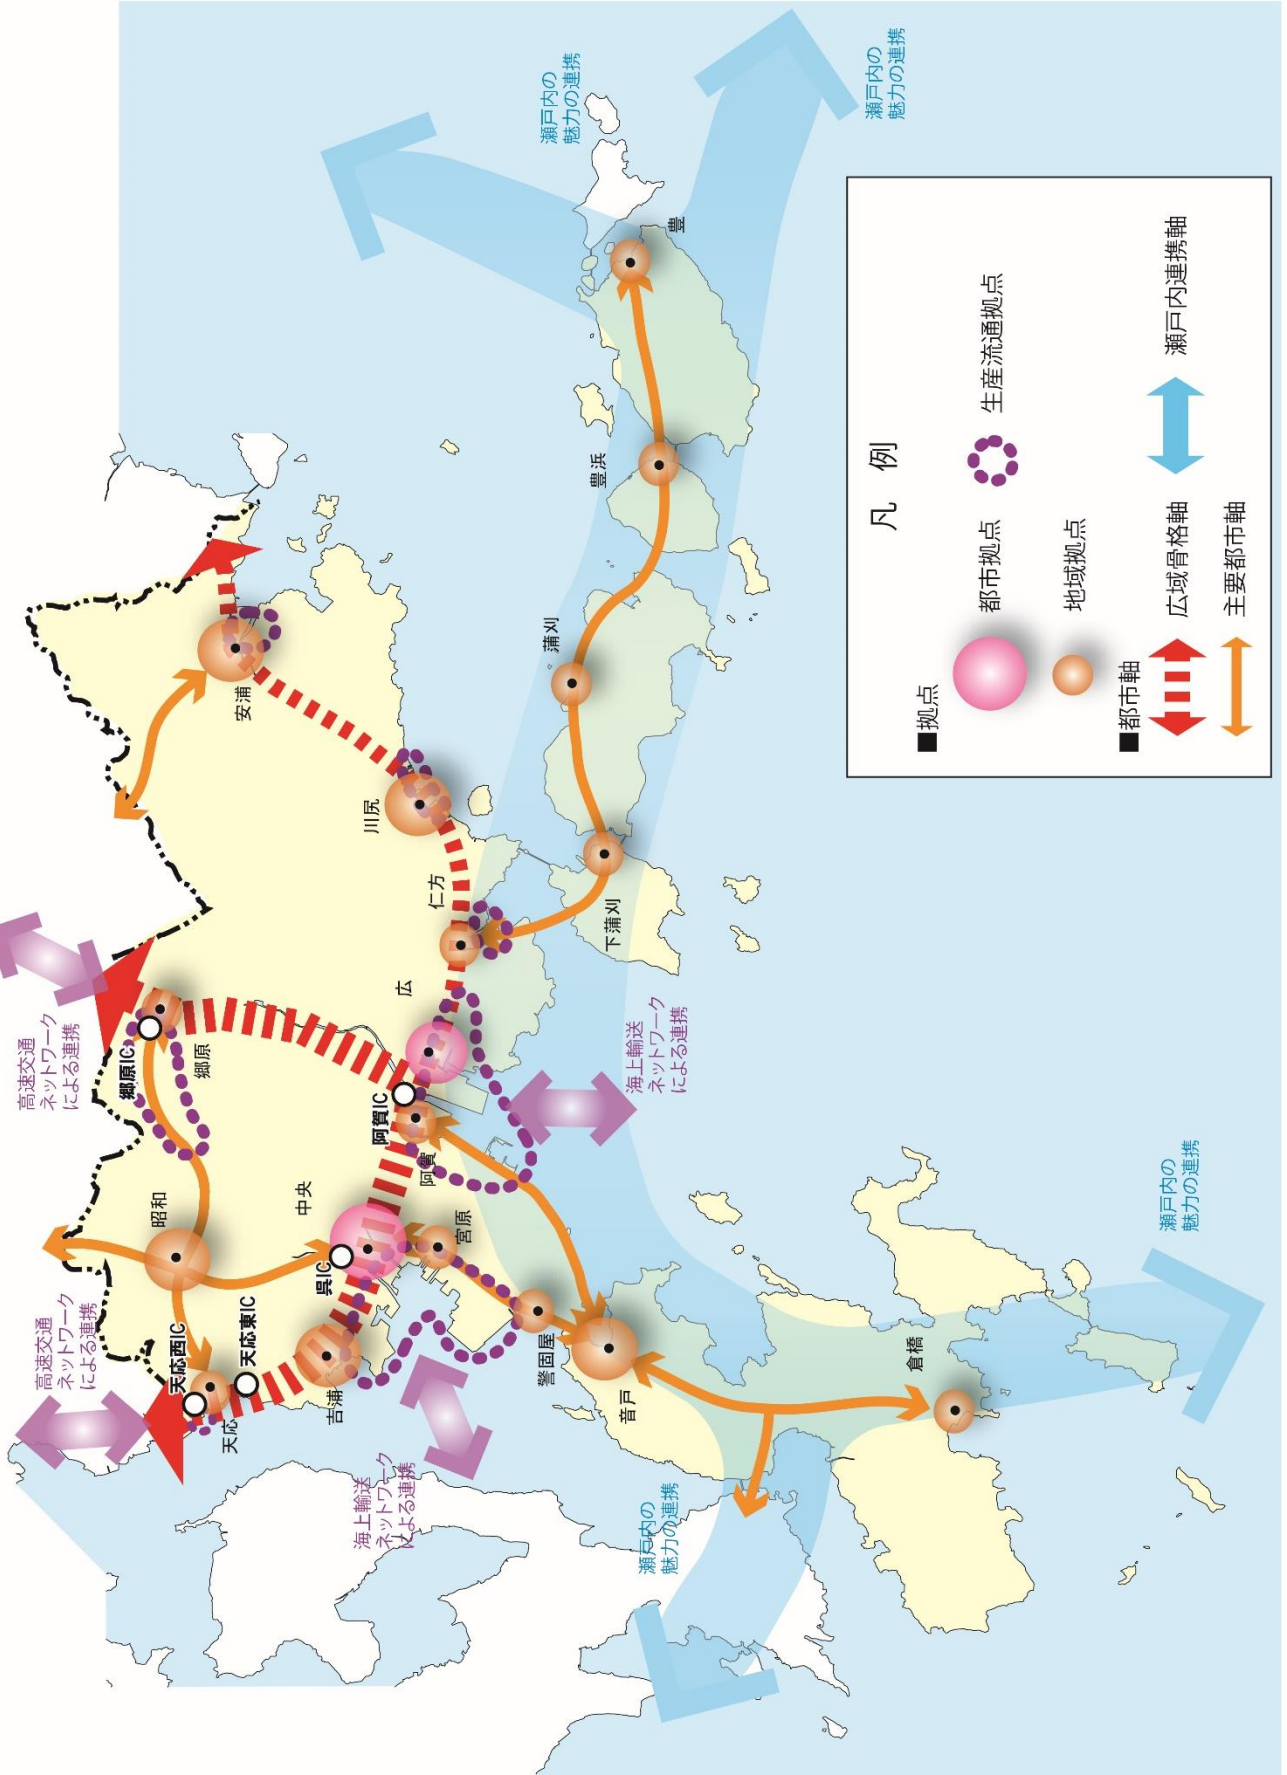 高速交通
ネットワーク
による連携
高速交通
ネットワーク
による連携
天応西IC
天応東IC
天応
昭和
郷原IC
郷原
吉浦
呉IC
中央
宮原
阿賀IC
阿賀
広
仁方
川尻
安浦
海上輸送
ネットワーク
による連携
警固屋
音戸
海上輸送
ネットワーク
による連携
下蒲刈
蒲刈
豊浜
豊
瀬戸内の
魅力の連携
瀬戸内の
魅力の連携
瀬戸内の
魅力の連携
倉橋
瀬戸内の
魅力の連携
凡 例
■拠点
都市拠点
生産流通拠点
地域拠点
■都市軸
広域骨格軸
瀬戸内連携軸
主要都市軸